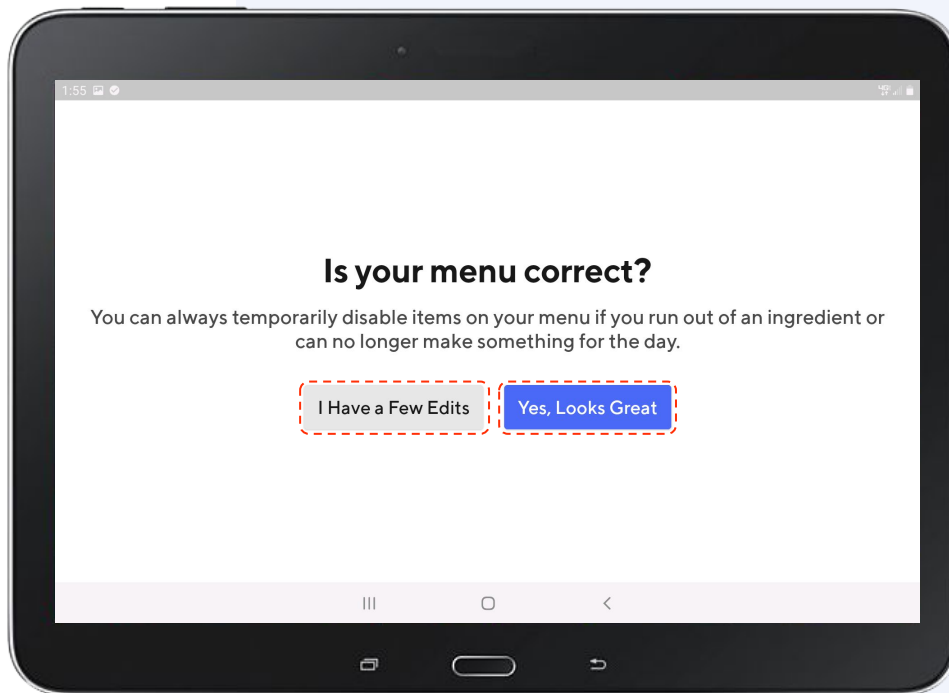 1:55
Is your menu correct?
You can always temporarily disable items on your menu if you run out of an ingredient or
can no longer make something for the day.
I Have a Few Edits
Yes, Looks Great